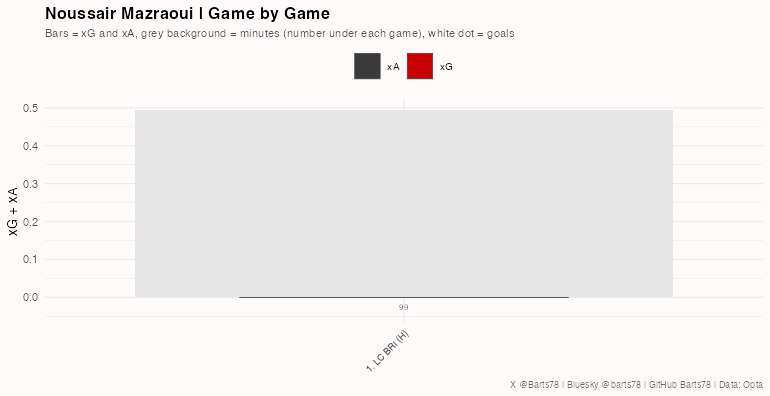 Noussair Mazraoui | Game by Game
Bars = xG and xA, grey background = minutes (number under each game), white dot = goals
xA xG
xG + xA
0.5
0.4
0.3
0.2
0.1
0.0
99
1. LC BRI (H)
X @Barts78 | Bluesky @barts78 | GitHub Barts78 | Data: Opta